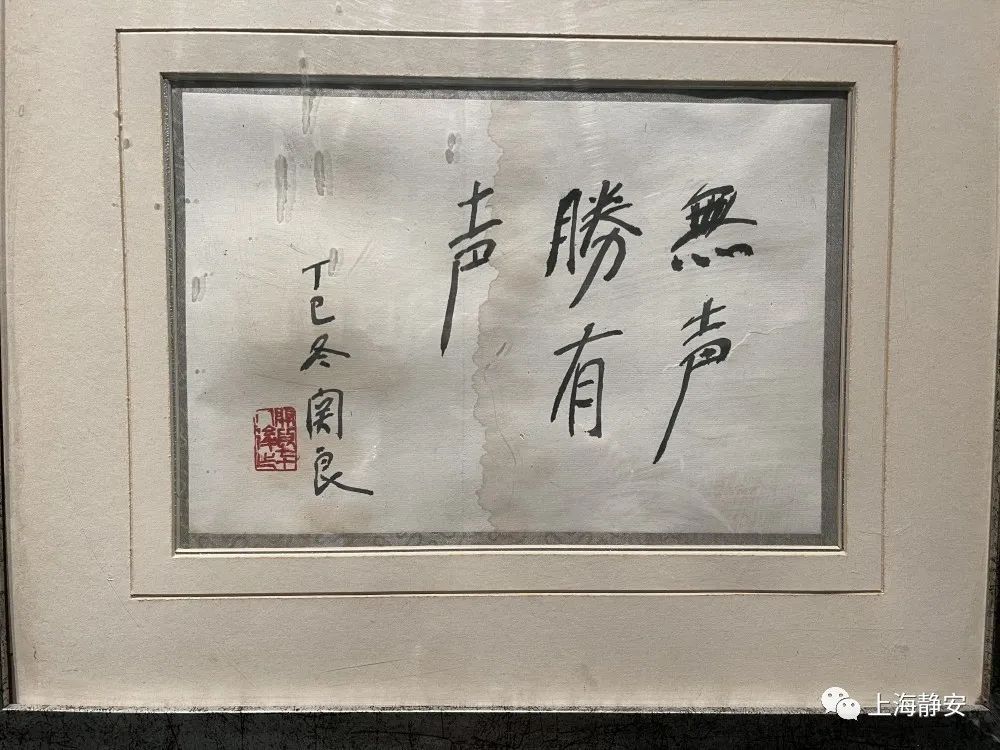 無声
勝有
声
丁巳冬関良
上海静安